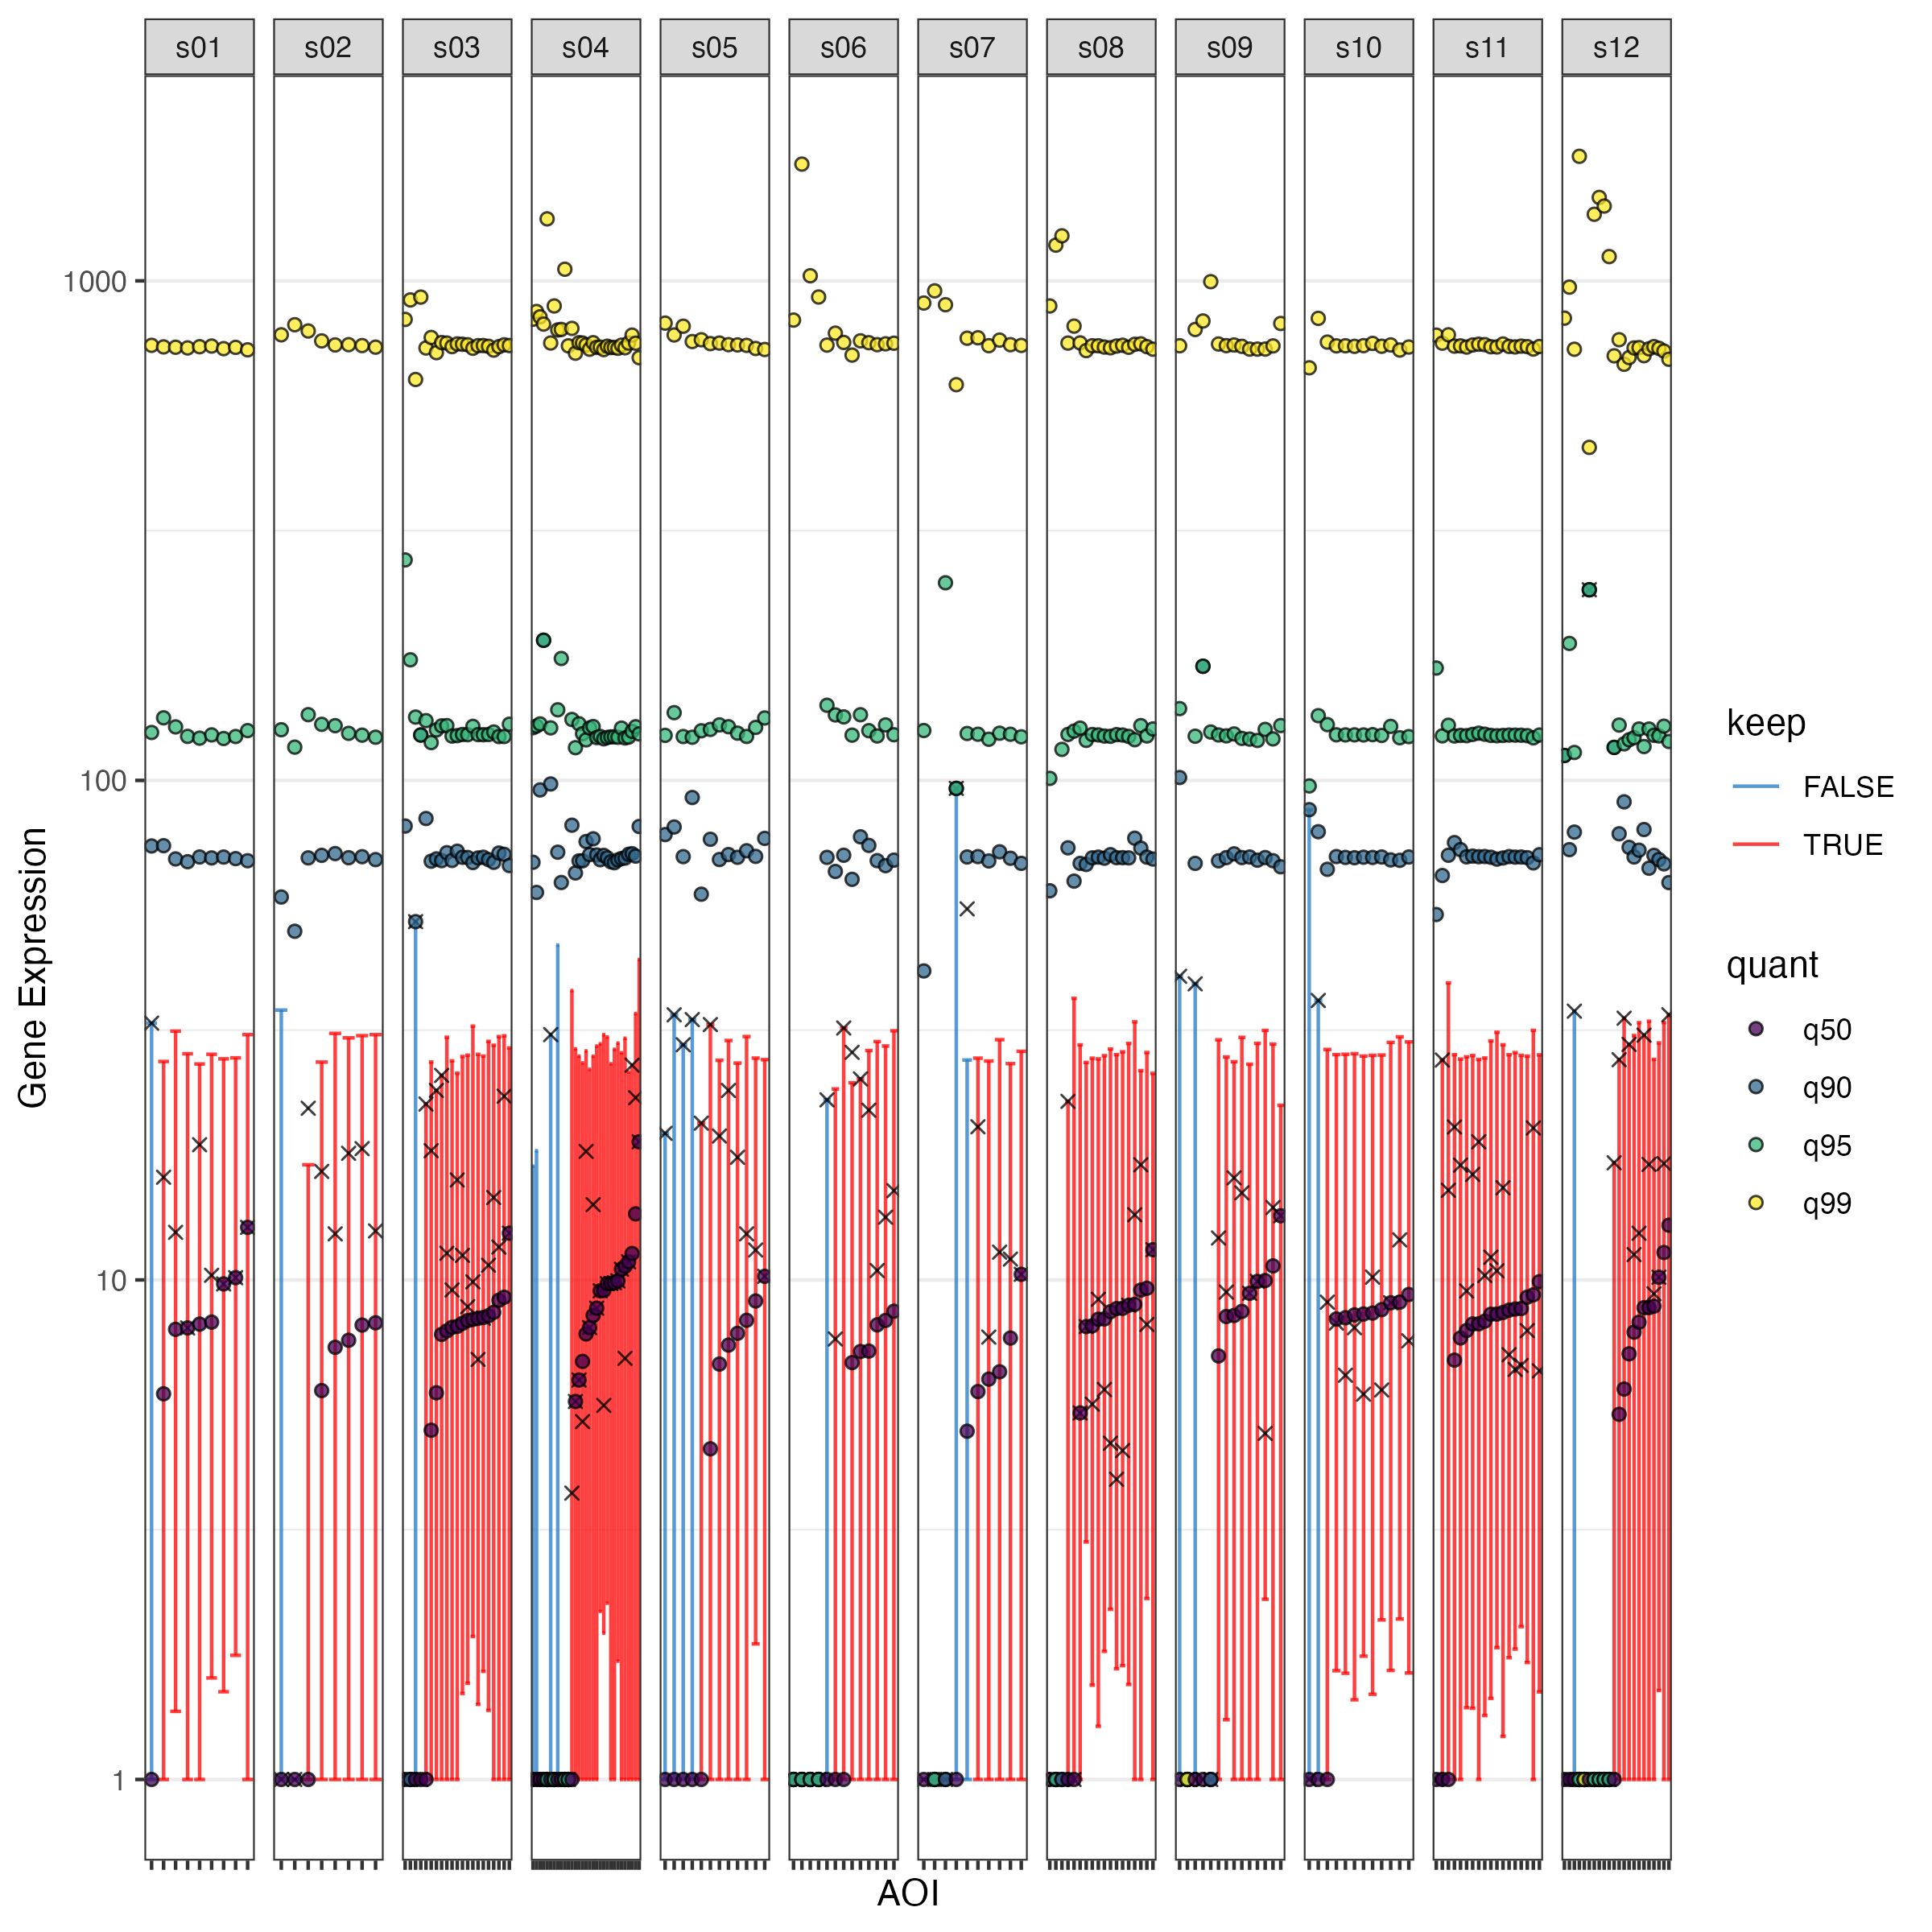 s01 s02 s03 s04 s05 s06 s07 s08 s09 s10 s11 s12
1000
100
10
1
Gene Expression
AOI
keep
FALSE
TRUE
quant
q50
q90
q95
q99